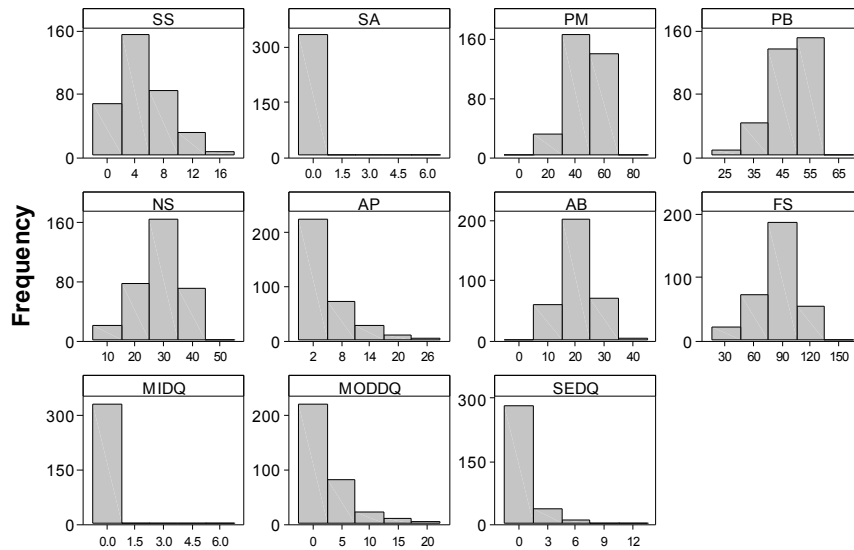 SS SA PM PB
160 80 0
300 150 0
160 80 0
160 80 0
0 4 8 12 16
0.0 1.5 3.0 4.5 6.0
0 20 40 60 80
25 35 45 55 65
Frequency
NS AP AB FS
160 80 0
200 100 0
200 100 0
200 100 0
10 20 30 40 50
2 8 14 20 26
0 10 20 30 40
30 60 90 120 150
MIDQ MODDQ SEDQ
300 150 0
200 100 0
300 150 0
0.0 1.5 3.0 4.5 6.0
0 5 10 15 20
0 3 6 9 12